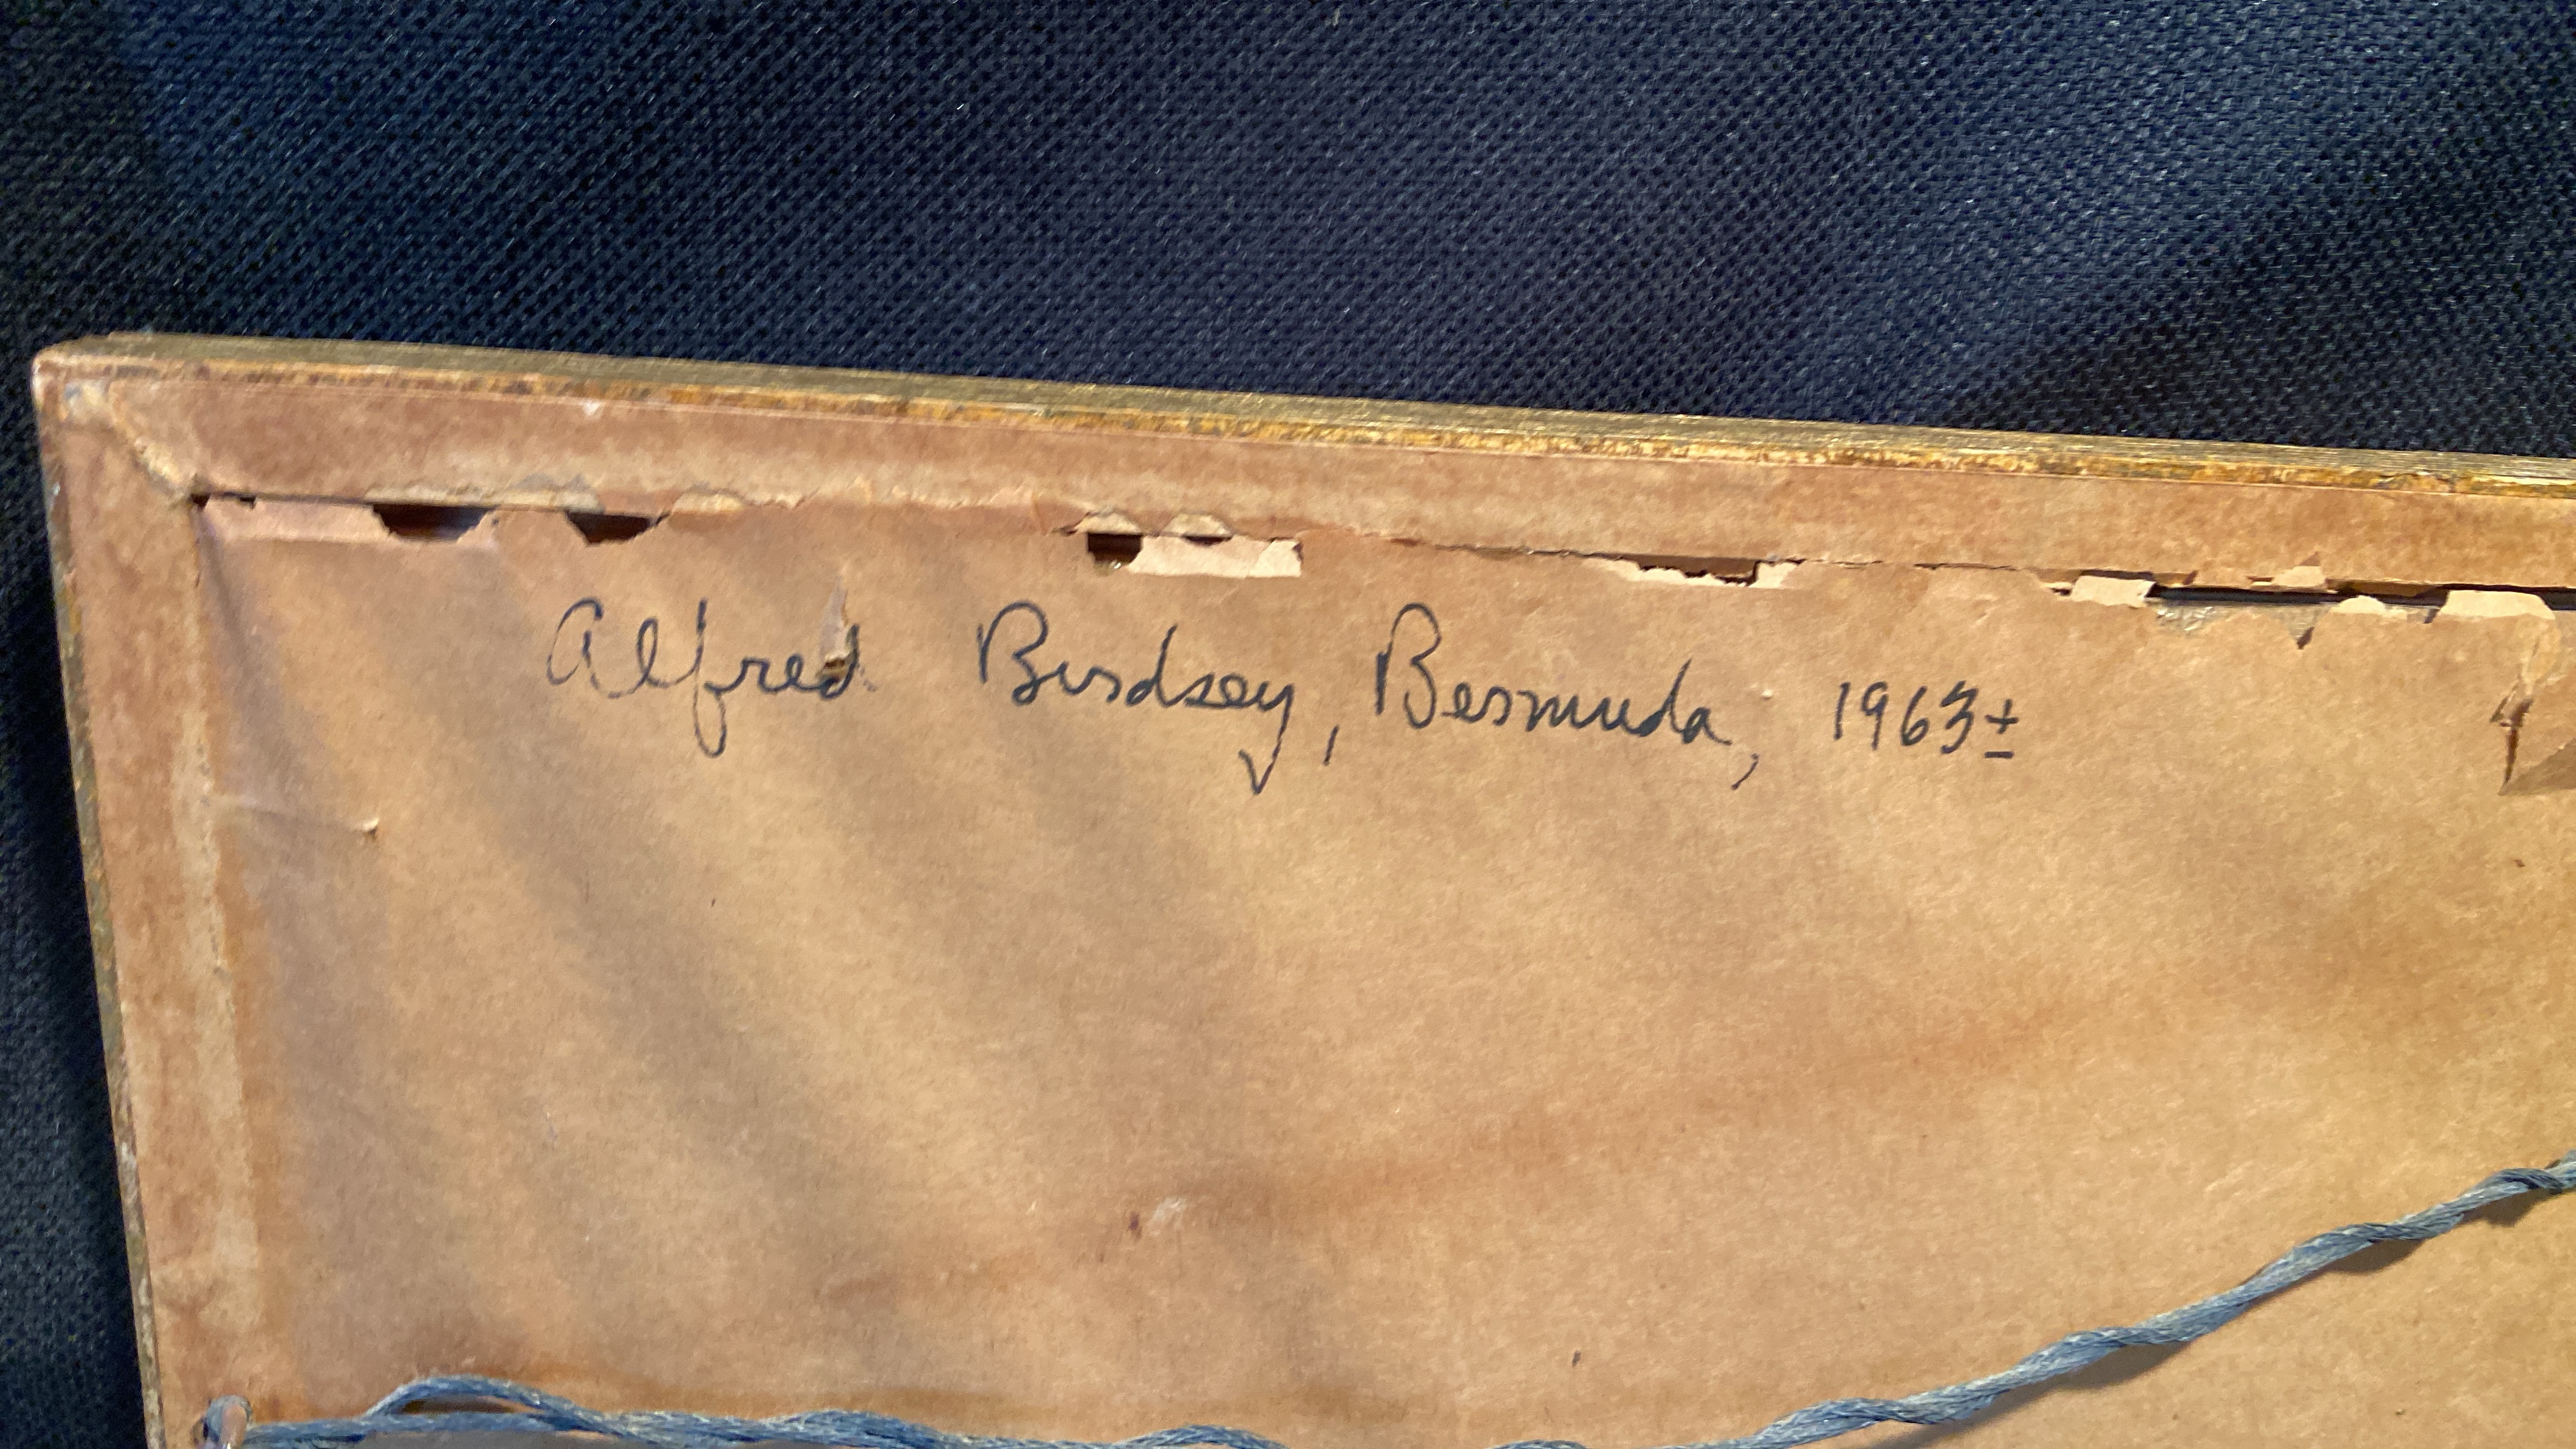 Alfred Birdsey, Bermuda, 1963±